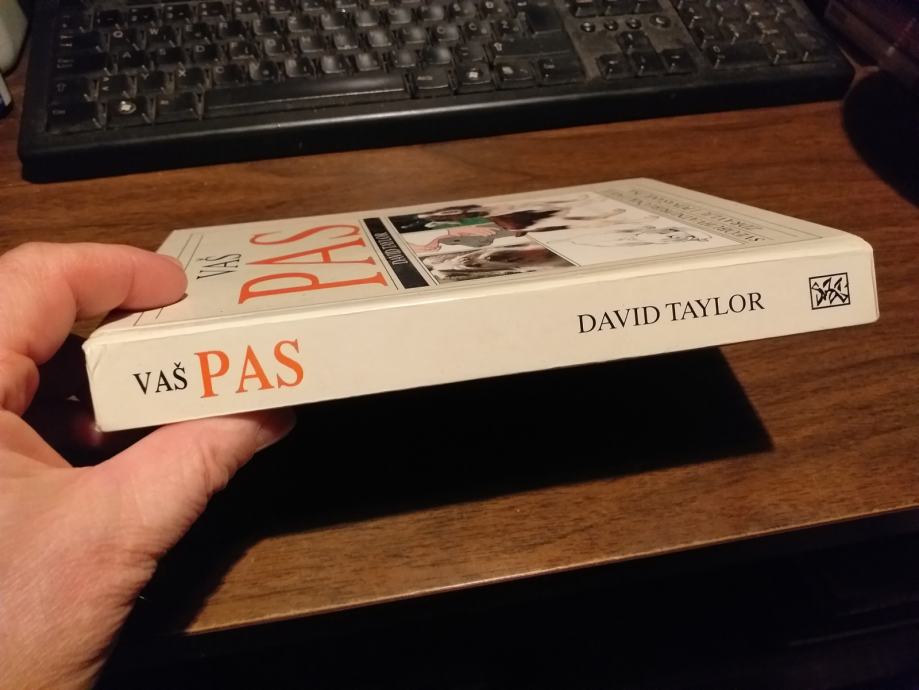 VAŠ
PAS
DAVID TAYLOR
VAŠ PAS
DAVID TAYLOR